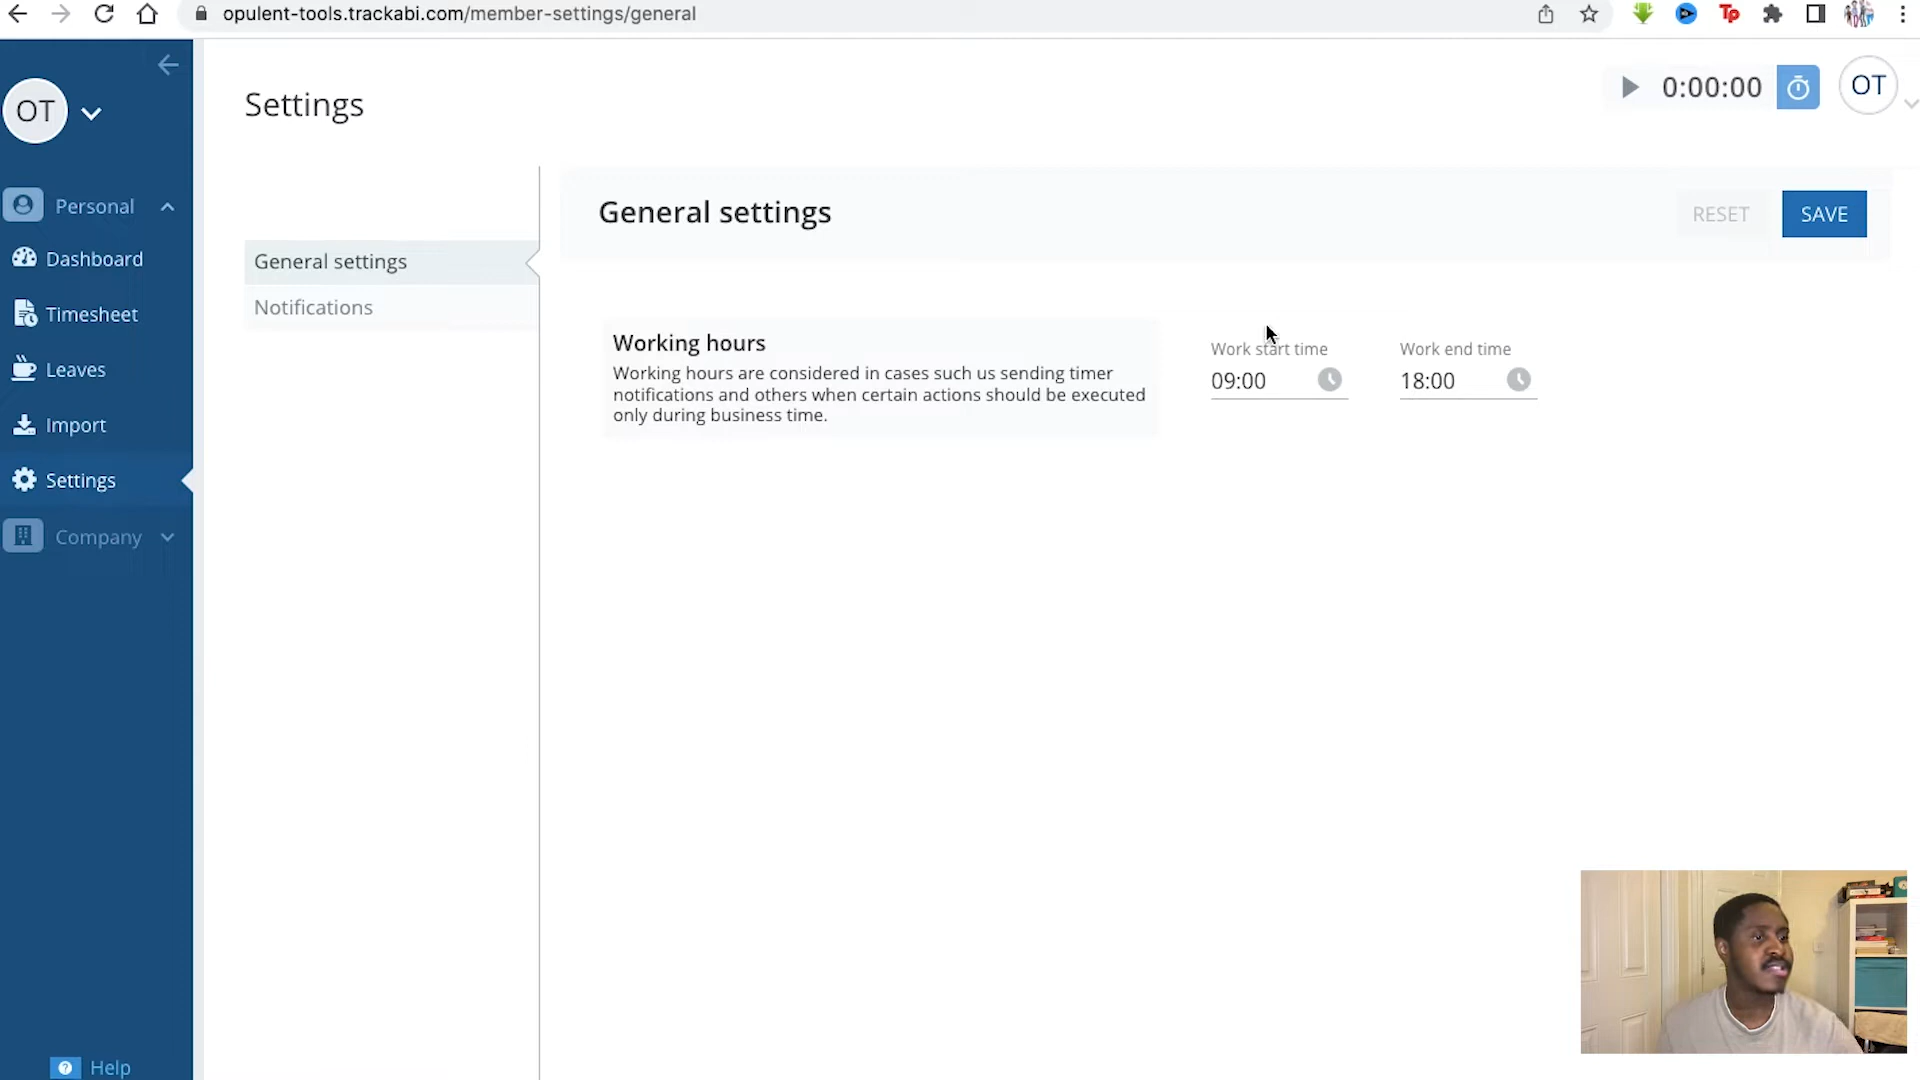 opulent-tools.trackabi.com/member-settings/general
Tp
OT
Settings
0:00:00
OT
Personal
General settings
RESET
SAVE
Dashboard
General settings
Timesheet
Notifications
Working hours
Working hours are considered in cases such us sending timer
notifications and others when certain actions should be executed
only during business time.
Work start time
Work end time
09:00
18:00
Leaves
Import
Settings
Company
? Help